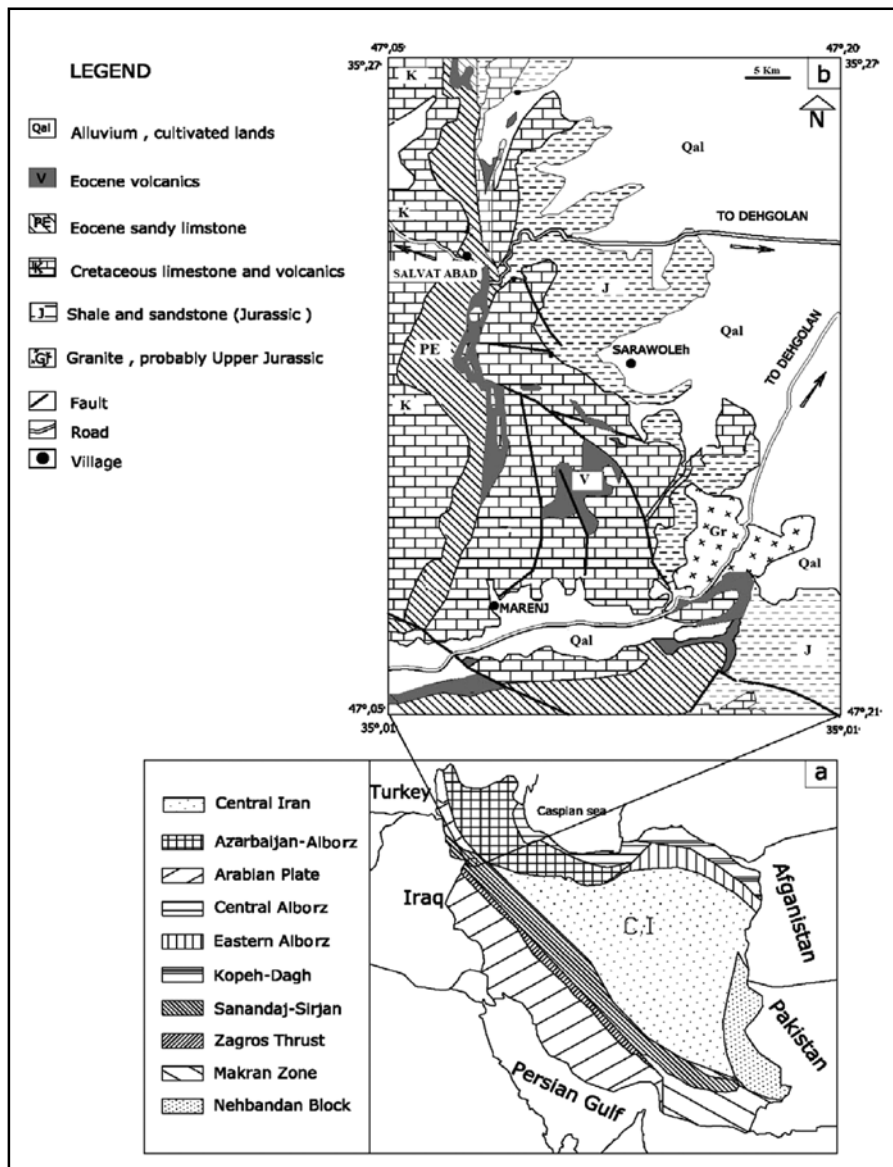 LEGEND
Qal Alluvium , cultivated lands
V Eocene volcanics
PE Eocene sandy limstone
K Cretaceous limestone and volcanics
J Shale and sandstone (Jurassic )
Gr Granite , probably Upper Jurassic
Fault
Road
Village
47°,05'
35°,27'
47°,20'
35°,27'
b
5 Km
N
K
Qal
K
TO DEHGOLAN
SALVAT ABAD
J
Qal
PE
SARAWOLEh
TO DEHGOLAN
K
V
Gr
Qal
MARENJ
Qal
J
47°,05'
35°,01'
47°,21'
35°,01'
a
Central Iran
Azarbaijan-Alborz
Arabian Plate
Central Alborz
Eastern Alborz
Kopeh-Dagh
Sanandaj-Sirjan
Zagros Thrust
Makran Zone
Nehbandan Block
Turkey
Caspian sea
Iraq
Afganistan
C.I
Pakistan
Persian Gulf